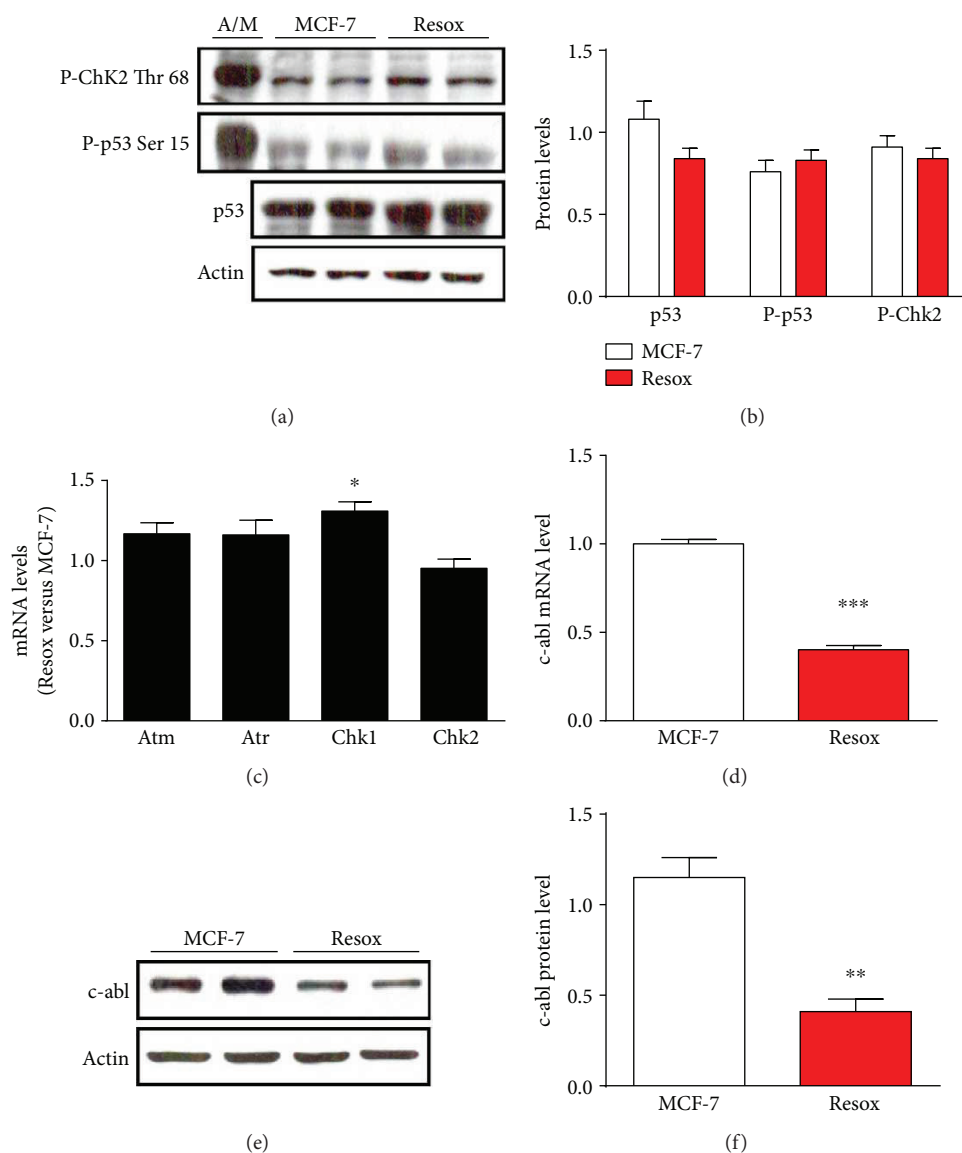 A/M MCF-7 Resox
P-ChK2 Thr 68
P-p53 Ser 15
p53
Actin
(a)
Protein levels
1.5
1.0
0.5
0.0
p53 P-p53 P-Chk2
MCF-7
Resox
(b)
mRNA levels
(Resox versus MCF-7)
1.5
1.0
0.5
0.0
*
Atm Atr Chk1 Chk2
(c)
c-abl mRNA level
1.5
1.0
0.5
0.0
***
MCF-7 Resox
(d)
MCF-7 Resox
c-abl
Actin
(e)
c-abl protein level
1.5
1.0
0.5
0.0
**
MCF-7 Resox
(f)